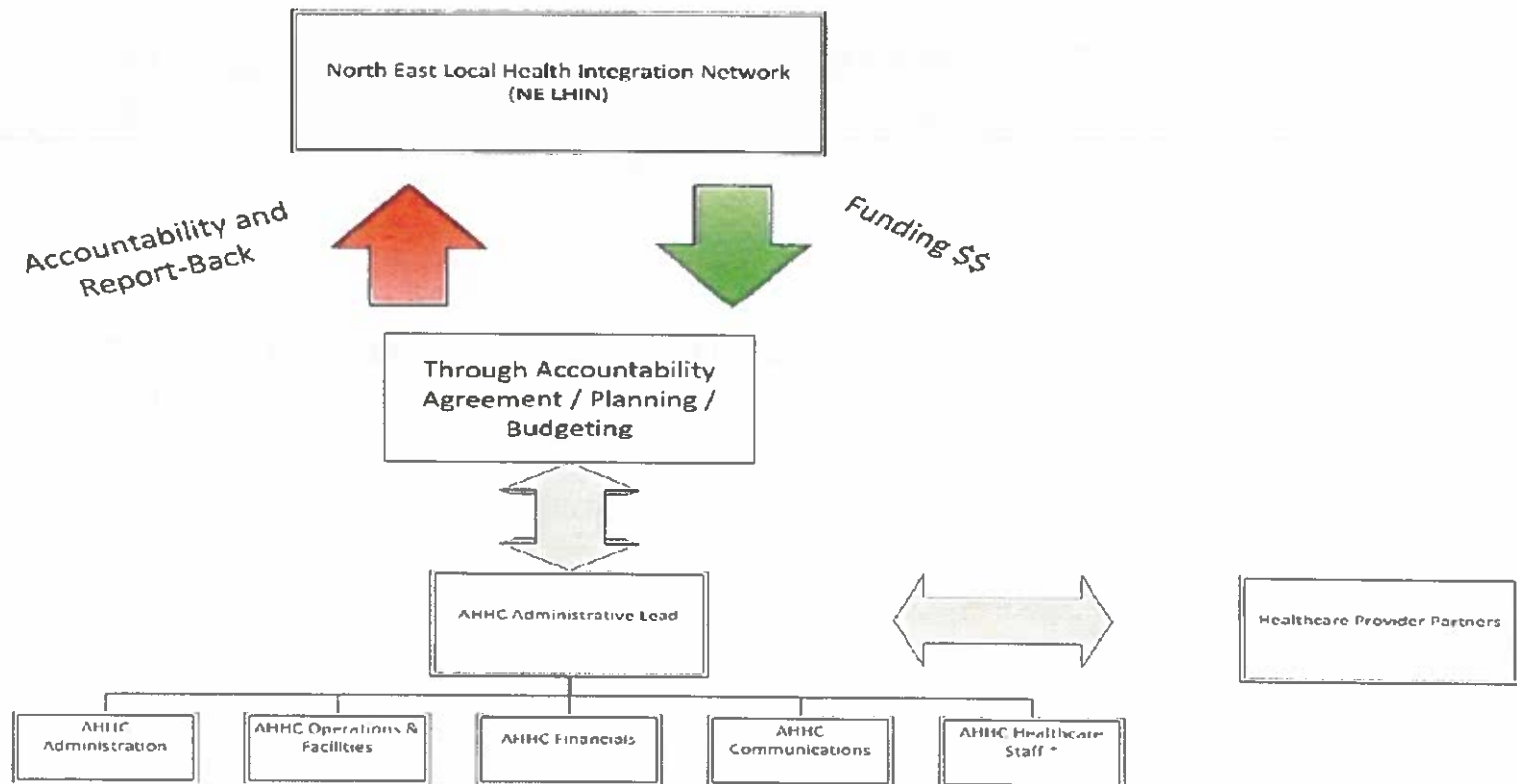 North East Local Health Integration Network
(NE LHIN)
Accountability and
Report-Back
Funding $$
Through Accountability
Agreement / Planning /
Budgeting
AHHC Administrative Lead
Healthcare Provider Partners
AHHC
Administration
AHHC Operations &
Facilities
AHHC Financials
AHHC
Communications
AHHC Healthcare
Staff *